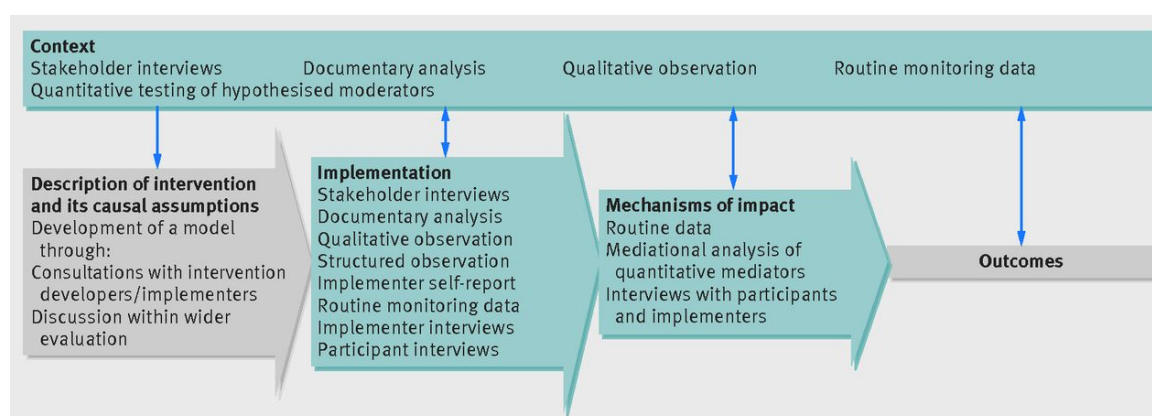 Context
Stakeholder interviews Documentary analysis Qualitative observation Routine monitoring data
Quantitative testing of hypothesised moderators
Description of intervention
and its causal assumptions
Development of a model
through:
Consultations with intervention
developers/implementers
Discussion within wider
evaluation
Implementation
Stakeholder interviews
Documentary analysis
Qualitative observation
Structured observation
Implementer self-report
Routine monitoring data
Implementer interviews
Participant interviews
Mechanisms of impact
Routine data
Mediational analysis of
quantitative mediators
Interviews with participants
and implementers
Outcomes